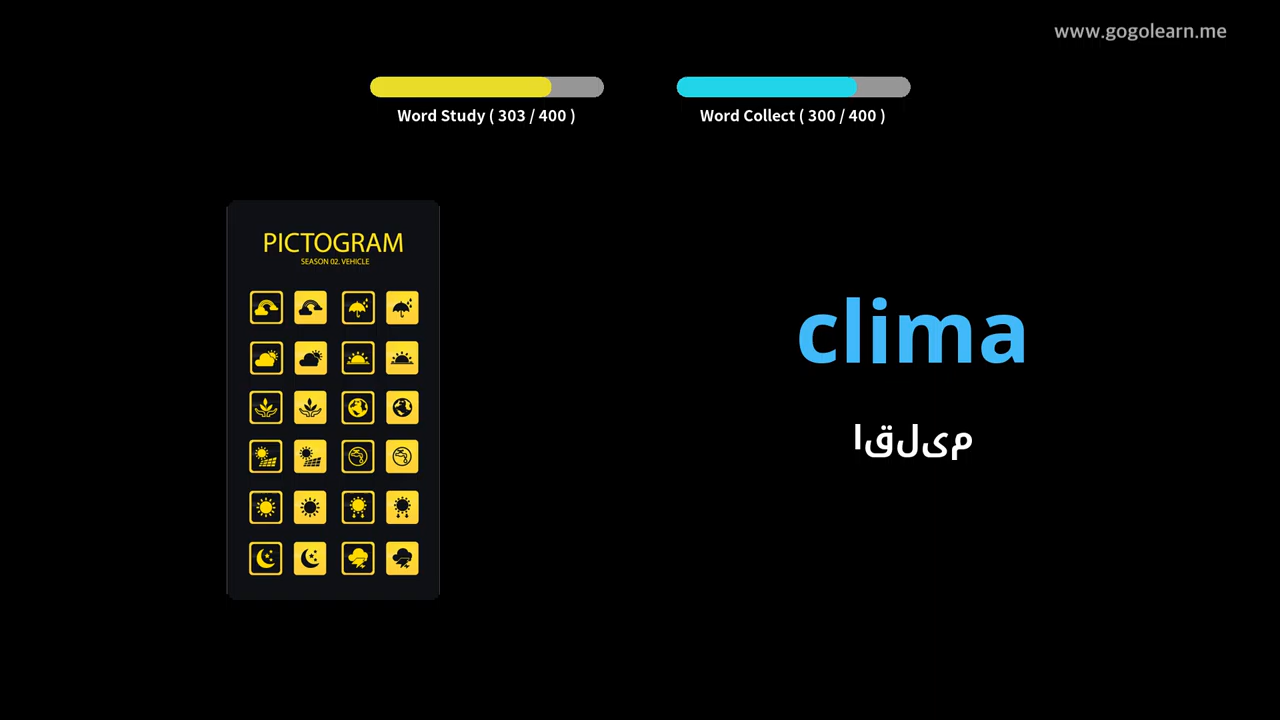 www.gogolearn.me
Word Study ( 303 / 400 )
Word Collect ( 300 / 400 )
PICTOGRAM
SEASON 02. VEHICLE
clima
اقلیم